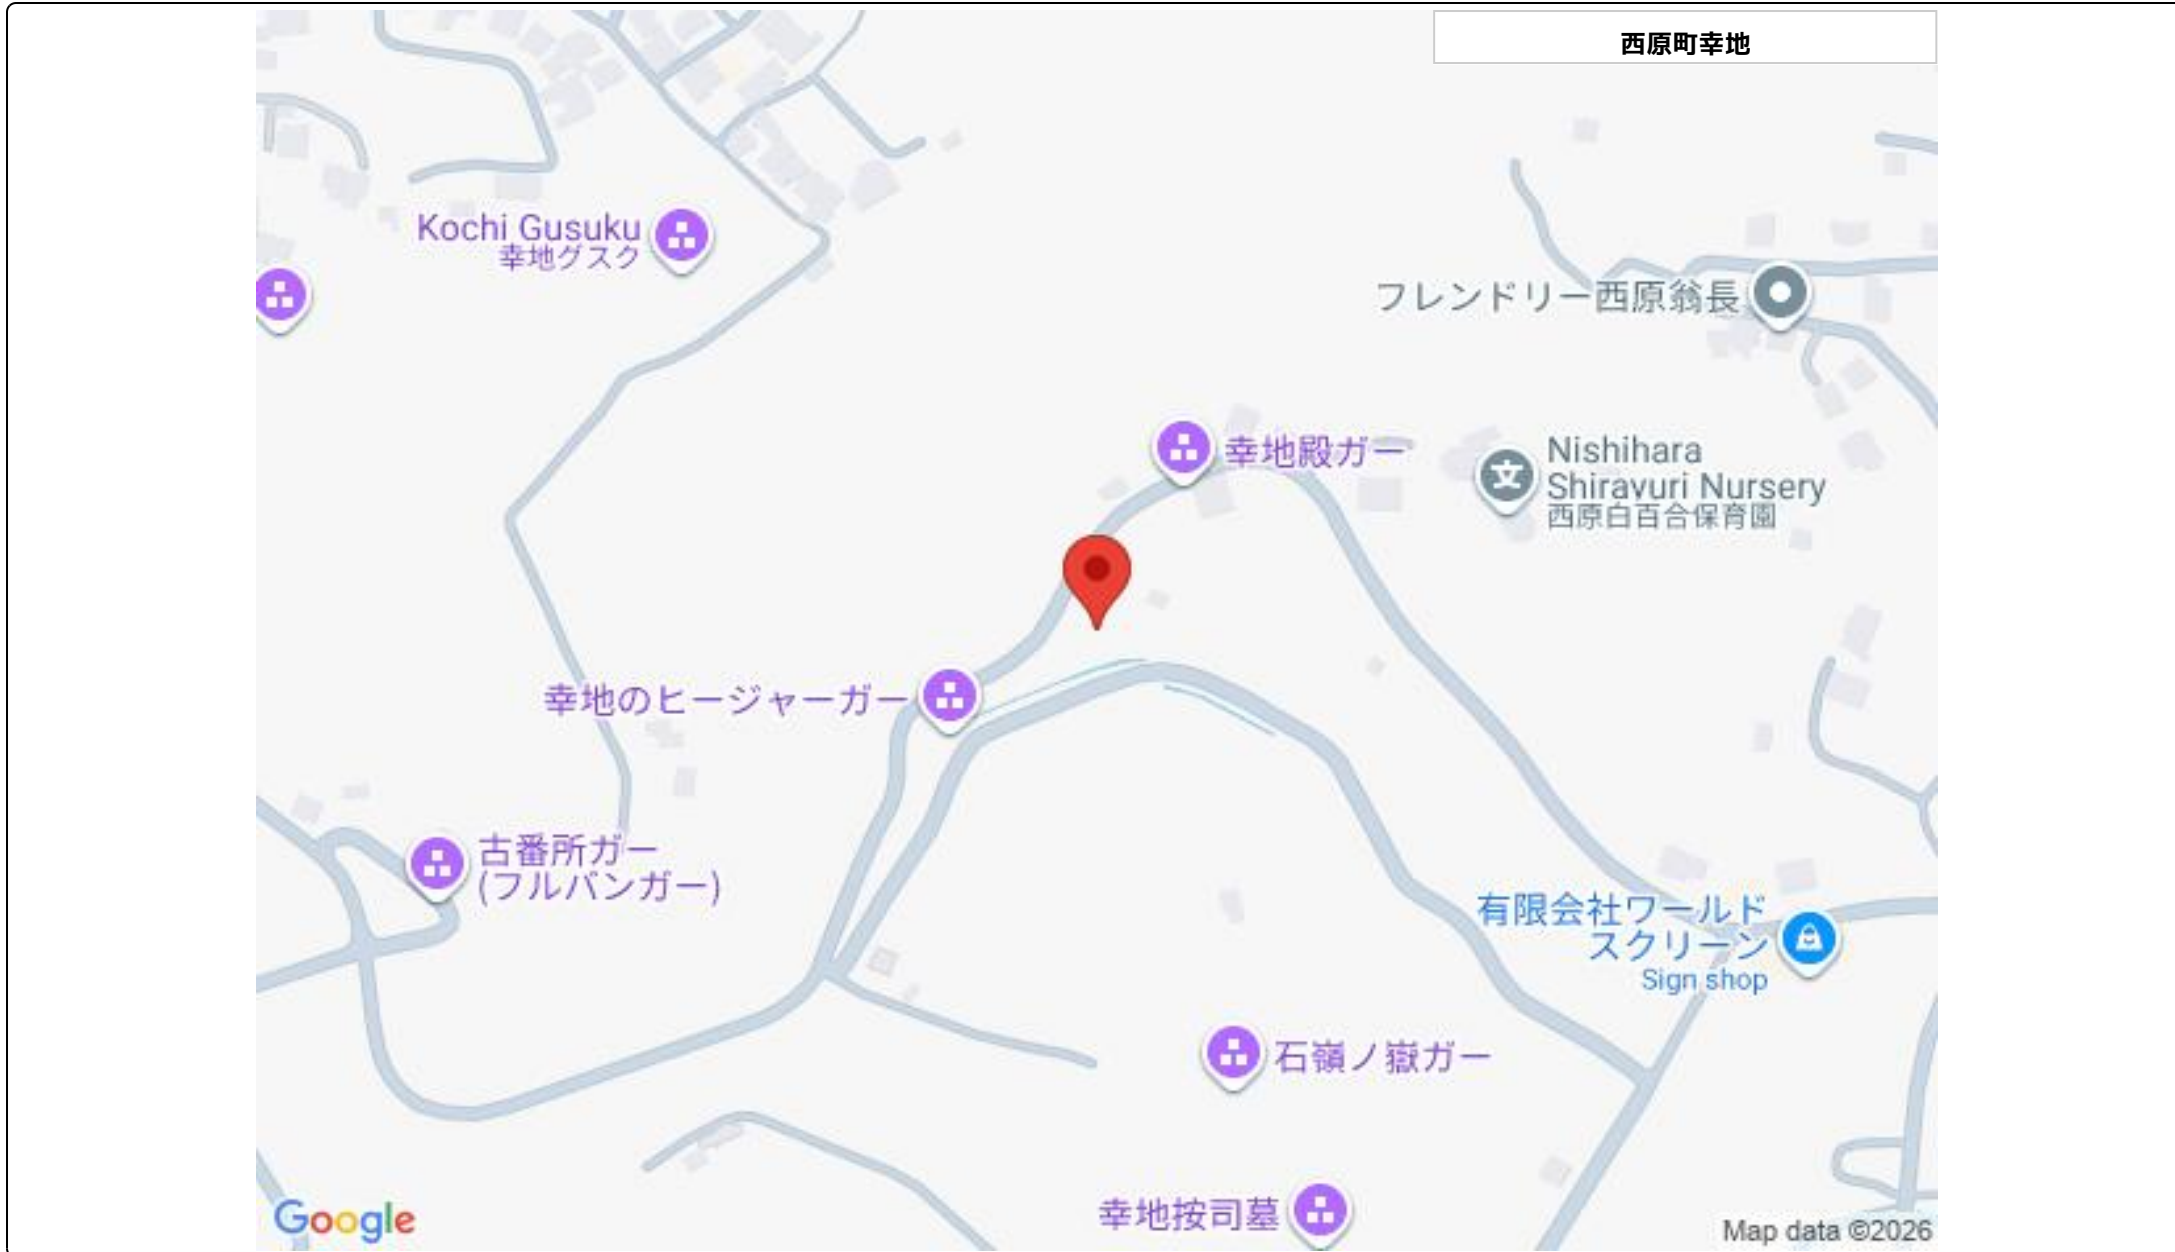 西原町幸地
Kochi Gusuku
幸地グスク
フレンドリー西原翁長
幸地殿ガー
Nishihara
Shirayuri Nursery
西原白百合保育園
幸地のヒージャーガー
古番所ガー
(フルバンガー)
有限会社ワールド
スクリーン
Sign shop
石嶺ノ嶽ガー
幸地按司墓
Google
Map data ©2026